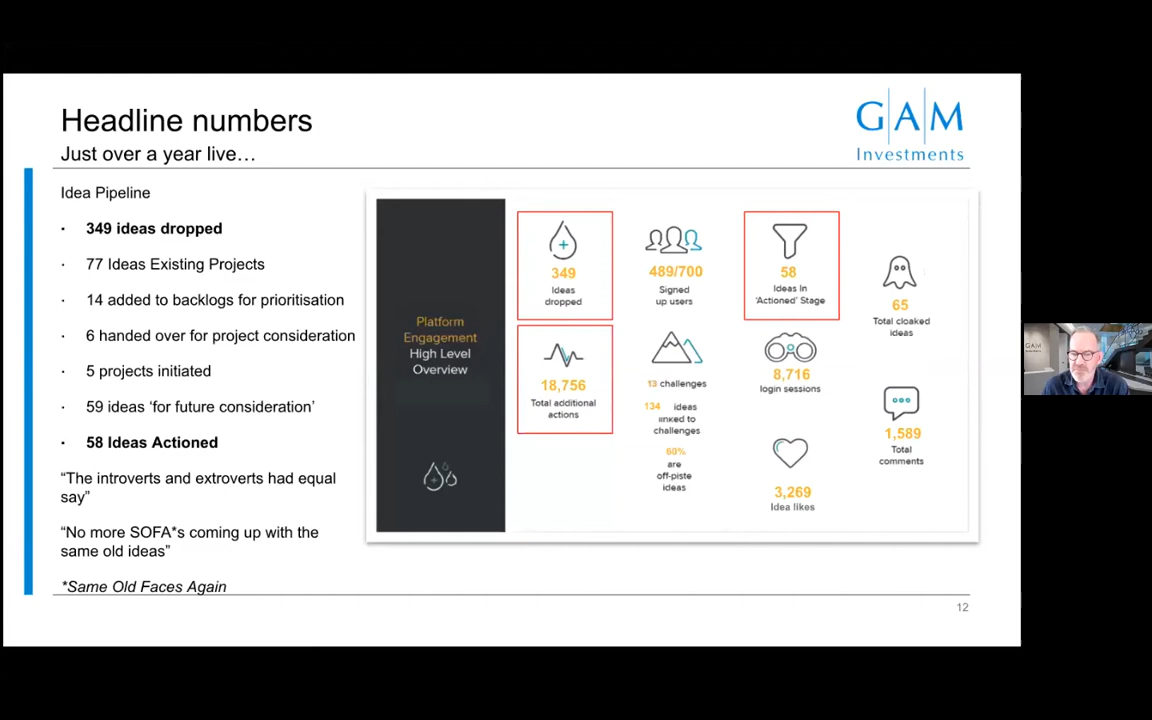 Headline numbers
Just over a year live…
G|A|M
Investments
Idea Pipeline
· 349 ideas dropped
· 77 Ideas Existing Projects
· 14 added to backlogs for prioritisation
· 6 handed over for project consideration
· 5 projects initiated
· 59 ideas ‘for future consideration’
· 58 Ideas Actioned
“The introverts and extroverts had equal
say”
“No more SOFA*s coming up with the
same old ideas”
*Same Old Faces Again
Platform
Engagement
High Level
Overview
349
Ideas
dropped
489/700
Signed
up users
58
Ideas In
‘Actioned’ Stage
65
Total cloaked
ideas
18,756
Total additional
actions
13 challenges
134 ideas
linked to
challenges
60%
are
off-piste
ideas
8,716
login sessions
3,269
Idea likes
1,589
Total
comments
12
GAM